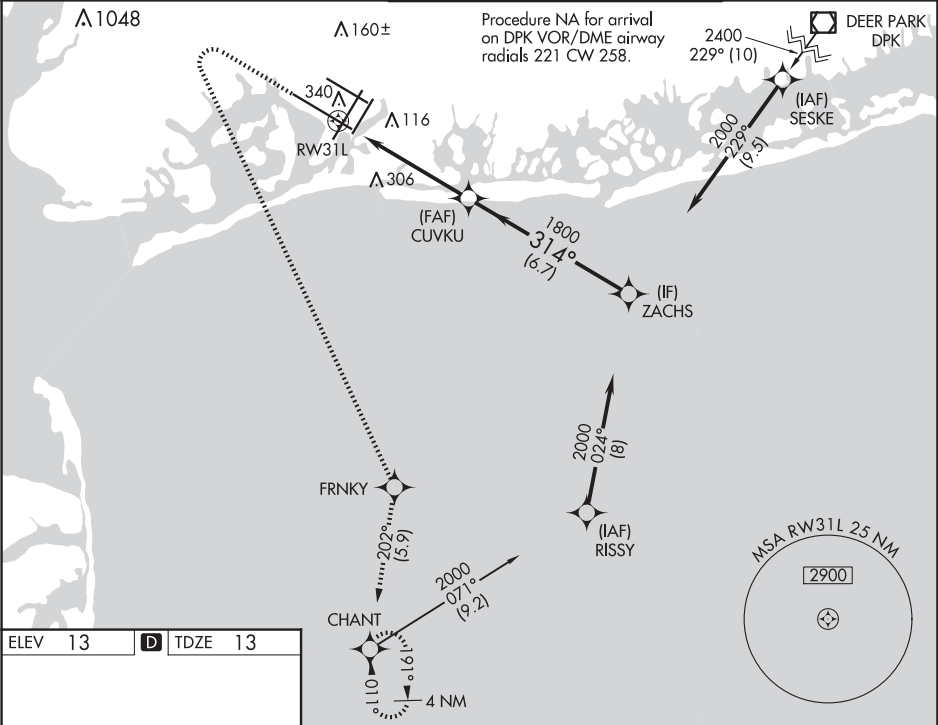 1048
160±
Procedure NA for arrival
on DPK VOR/DME airway
radials 221 CW 258.
DEER PARK
DPK
2400
229° (10)
(IAF)
SESKE
2000
229°
(9.5)
340
116
RW31L
306
(FAF)
CUVKU
1800
314°
(6.7)
(IF)
ZACHS
2000
024°
(8)
(IAF)
RISSY
FRNKY
202°
(5.9)
2000
071°
(9.2)
CHANT
191°
011°
4 NM
MSA RW31L 25 NM
2900
ELEV 13 D TDZE 13